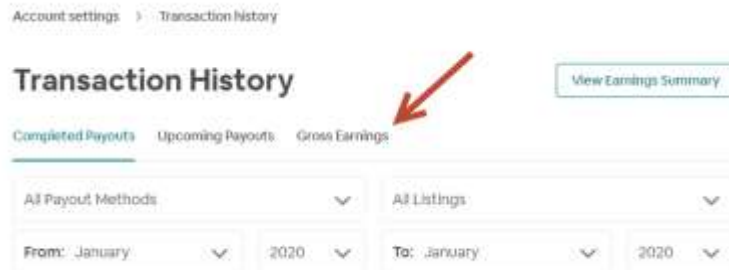 Account settings > Transaction history
Transaction History
View Earnings Summary
Completed Payouts Upcoming Payouts Gross Earnings
All Payout Methods All Listings
From: January 2020 To: January 2020